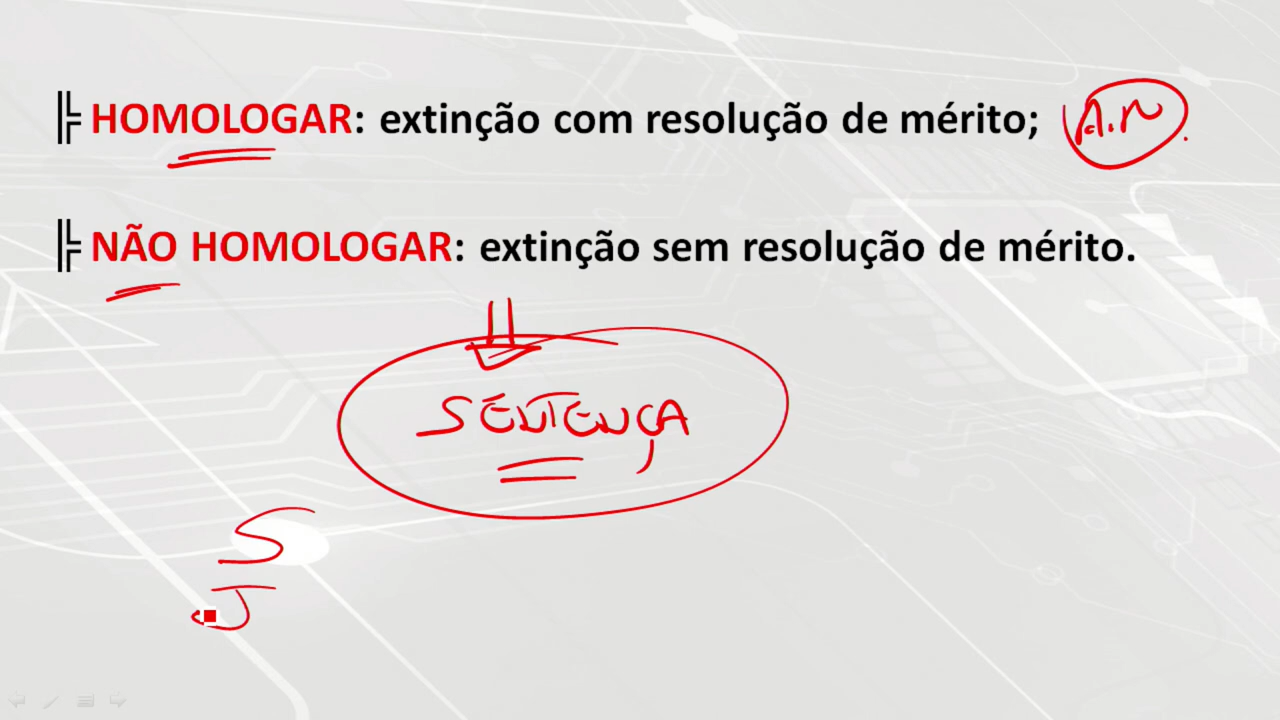 HOMOLOGAR: extinção com resolução de mérito; A.N
NÃO HOMOLOGAR: extinção sem resolução de mérito.
SENTENÇA
S
J